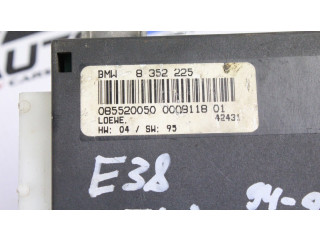 BMW 8 352 225
085520050 0009118 01
LOEWE. 42431
HW: 04 / SW: 95
E38